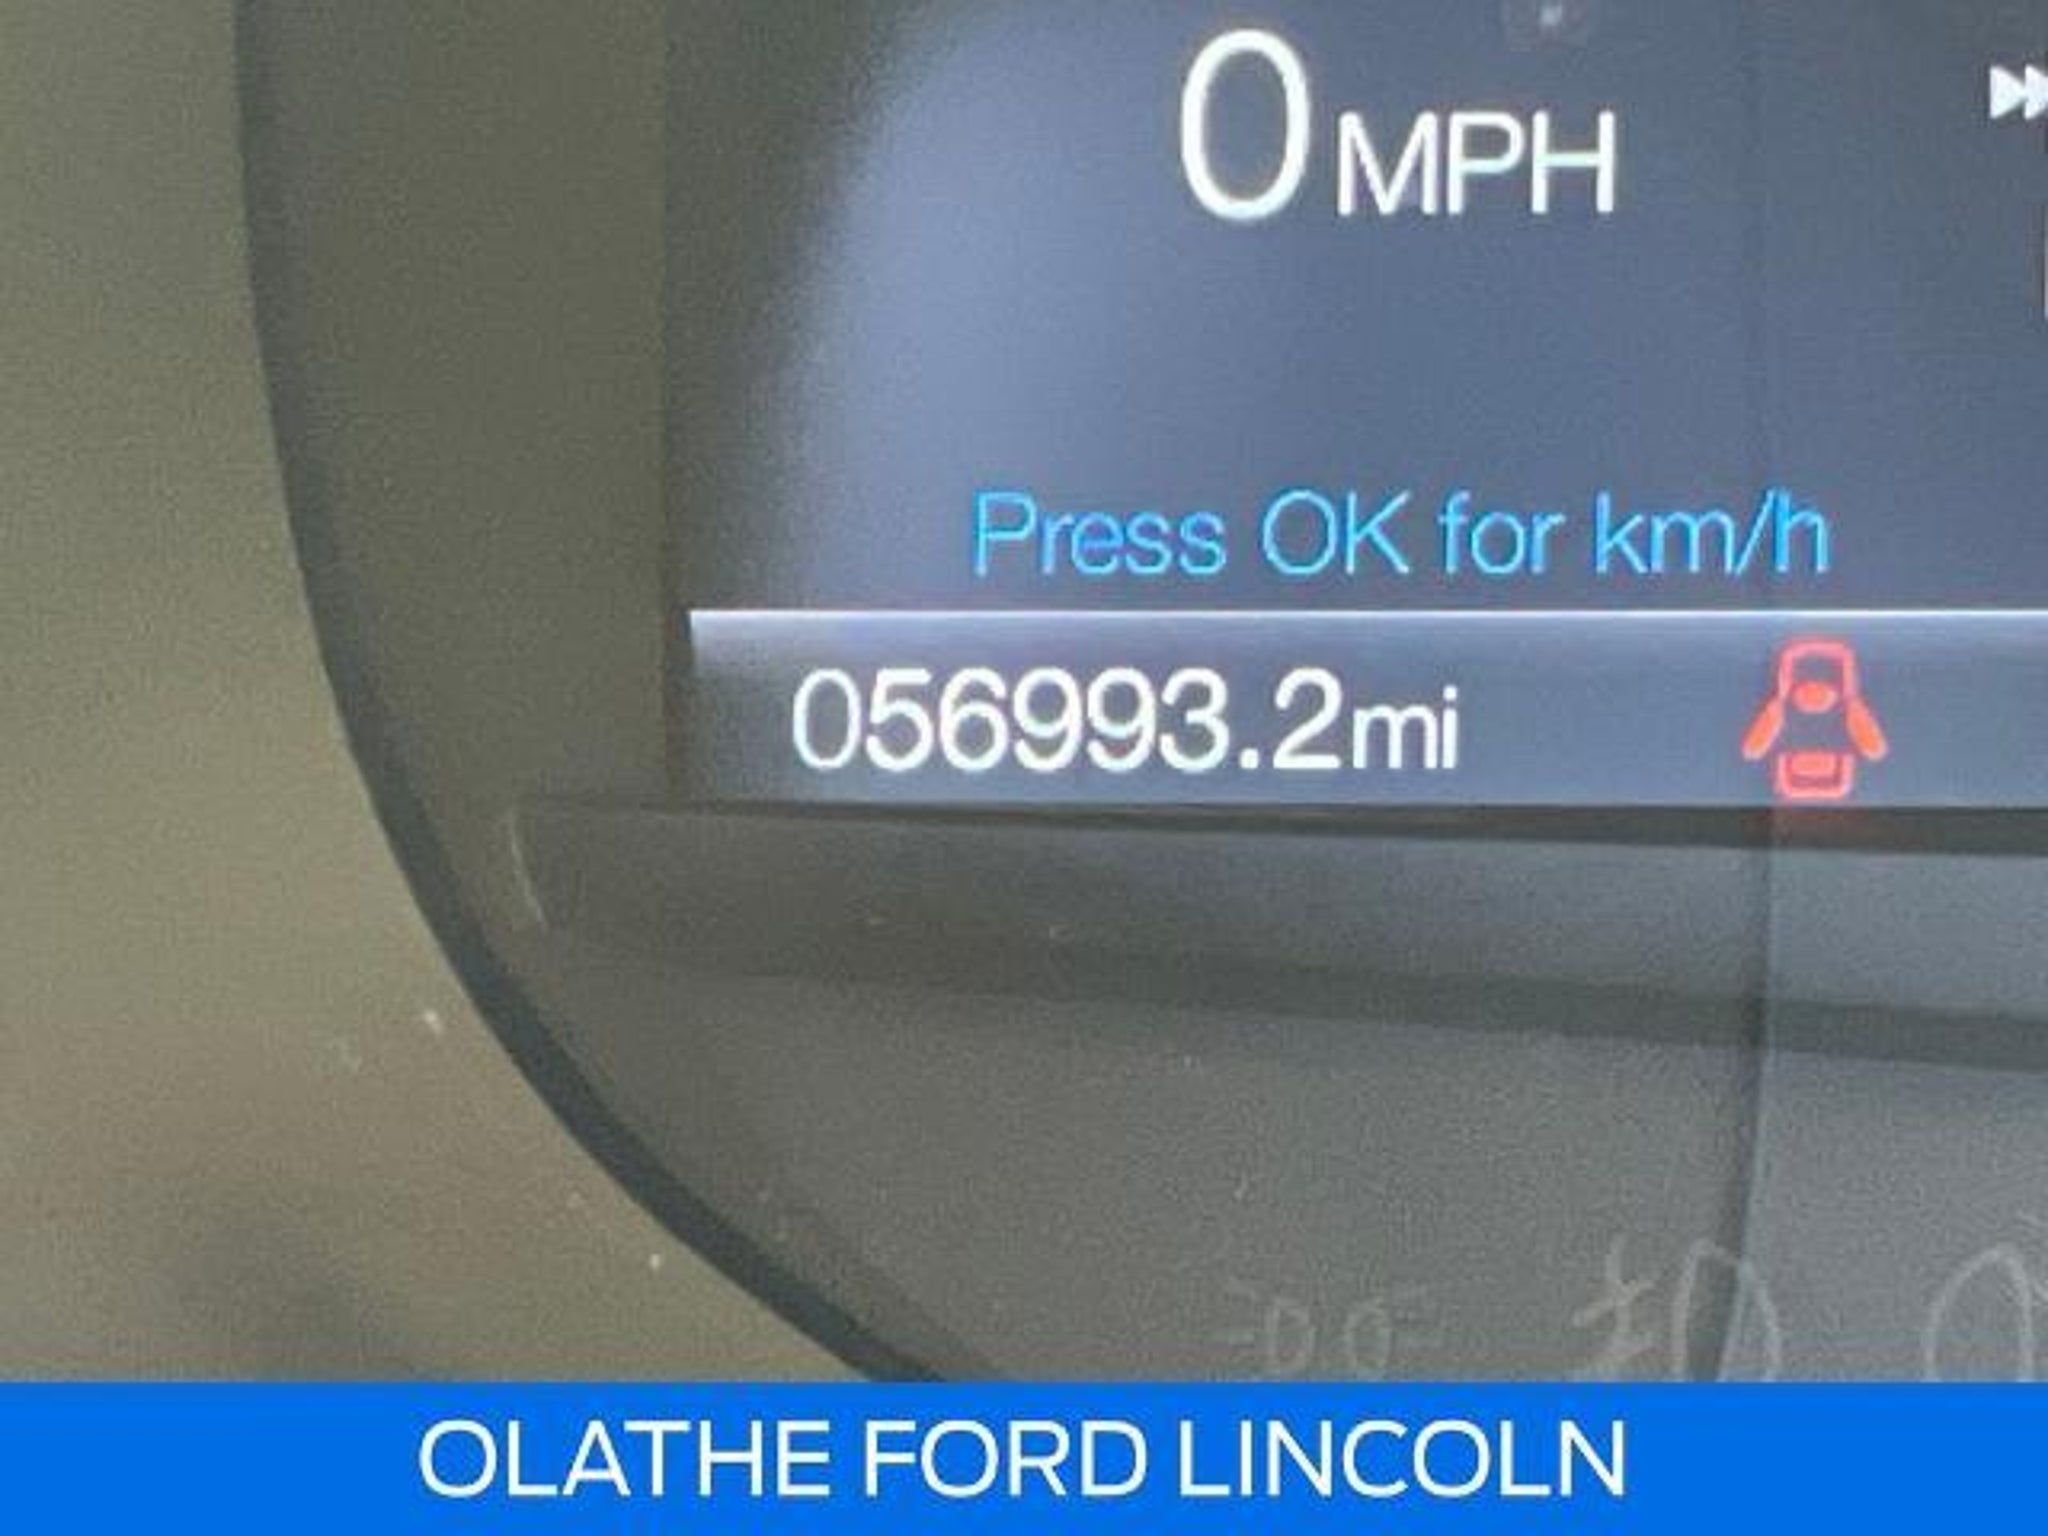 0 MPH
Press OK for km/h
056993.2mi
OLATHE FORD LINCOLN